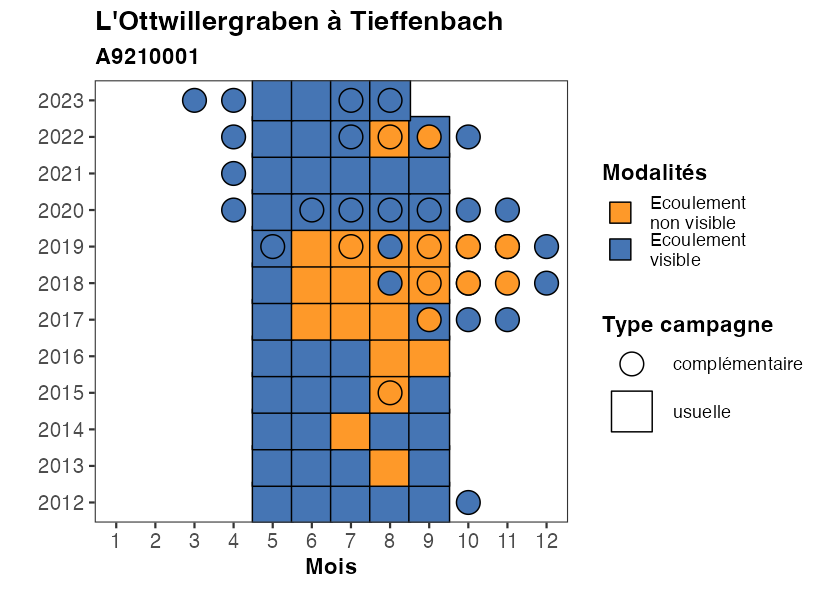 L'Ottwillergraben à Tieffenbach
A9210001
2023
2022
2021
2020
2019
2018
2017
2016
2015
2014
2013
2012
1 2 3 4 5 6 7 8 9 10 11 12
Mois
Modalités
Ecoulement
non visible
Ecoulement
visible
Type campagne
complémentaire
usuelle